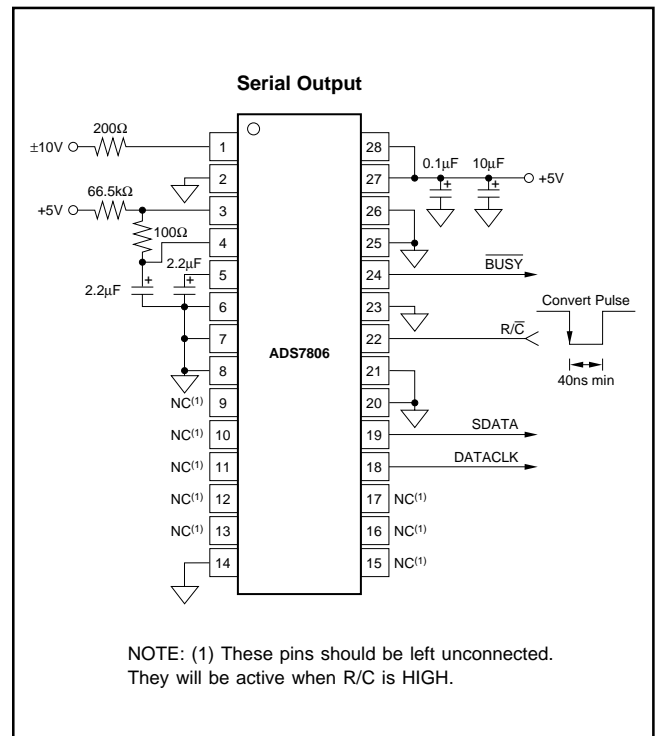 Serial Output
200Ω
±10V
66.5kΩ
+5V
100Ω
2.2µF
2.2µF
1
2
3
4
5
6
7
8
NC(1) 9
NC(1) 10
NC(1) 11
NC(1) 12
NC(1) 13
14
ADS7806
28
27
26
25
24
23
22
21
20
19
18
17 NC(1)
16 NC(1)
15 NC(1)
0.1µF
10µF
+5V
B̅U̅S̅Y̅
Convert Pulse
R/C̅
40ns min
SDATA
DATACLK
NOTE: (1) These pins should be left unconnected.
They will be active when R/C is HIGH.